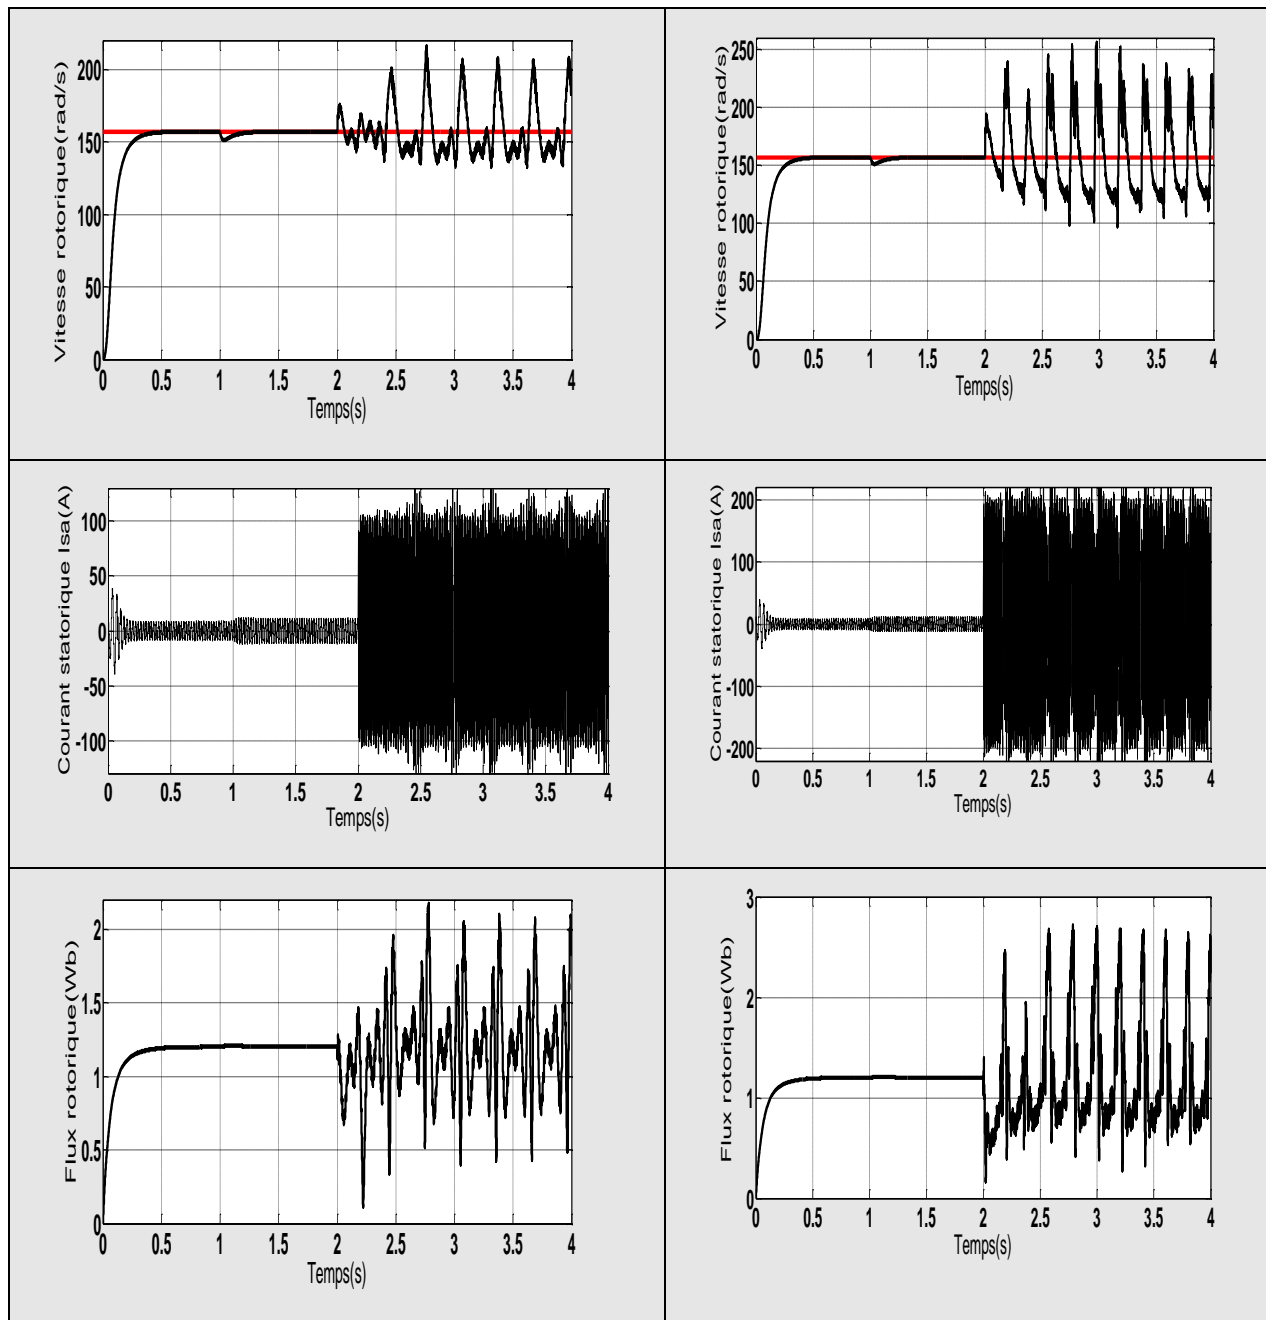 Vitesse rotorique(rad/s)
200
150
100
50
0
0 0.5 1 1.5 2 2.5 3 3.5 4
Temps(s)
Vitesse rotorique(rad/s)
250
200
150
100
50
0
0 0.5 1 1.5 2 2.5 3 3.5 4
Temps(s)
Courant statorique Isa(A)
100
50
0
-50
-100
0 0.5 1 1.5 2 2.5 3 3.5 4
Temps(s)
Courant statorique Isa(A)
200
100
0
-100
-200
0 0.5 1 1.5 2 2.5 3 3.5 4
Temps(s)
Flux rotorique(Wb)
2
1.5
1
0.5
0
0 0.5 1 1.5 2 2.5 3 3.5 4
Temps(s)
Flux rotorique(Wb)
3
2
1
0
0 0.5 1 1.5 2 2.5 3 3.5 4
Temps(s)